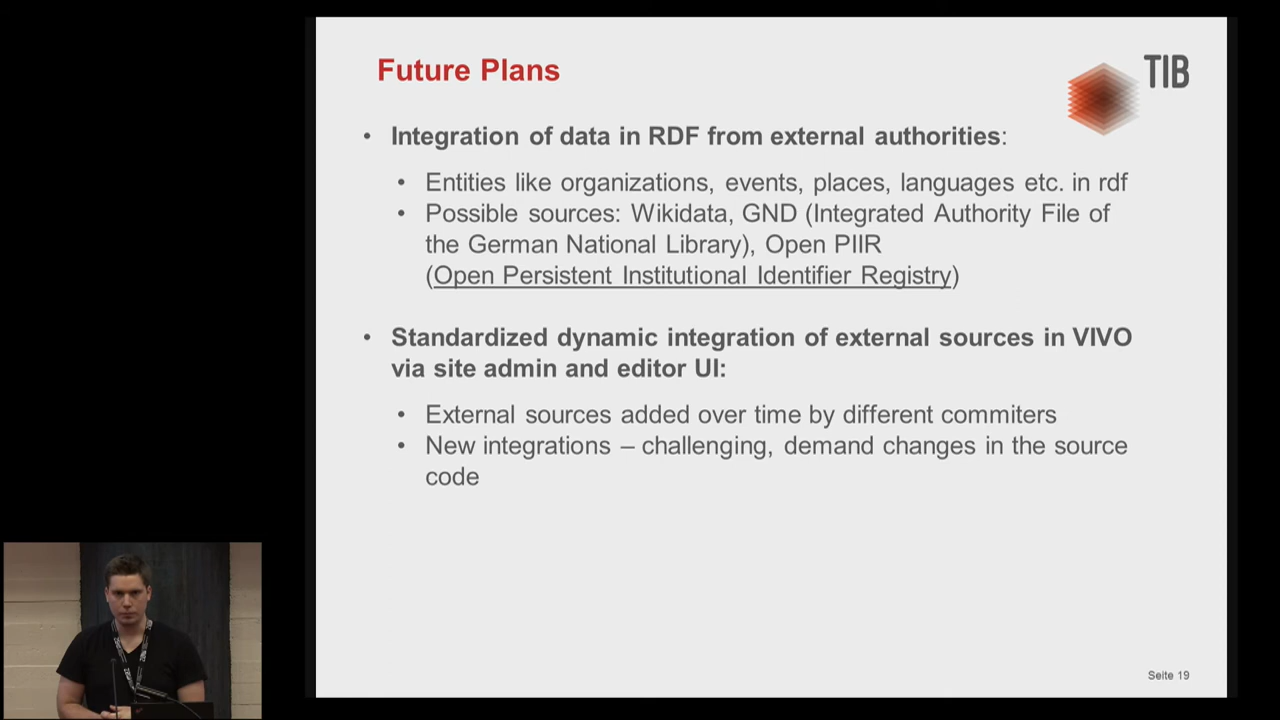 Future Plans
TIB
• Integration of data in RDF from external authorities:
• Entities like organizations, events, places, languages etc. in rdf
• Possible sources: Wikidata, GND (Integrated Authority File of
the German National Library), Open PIIR
(Open Persistent Institutional Identifier Registry)
• Standardized dynamic integration of external sources in VIVO
via site admin and editor UI:
• External sources added over time by different commiters
• New integrations – challenging, demand changes in the source
code
Seite 19